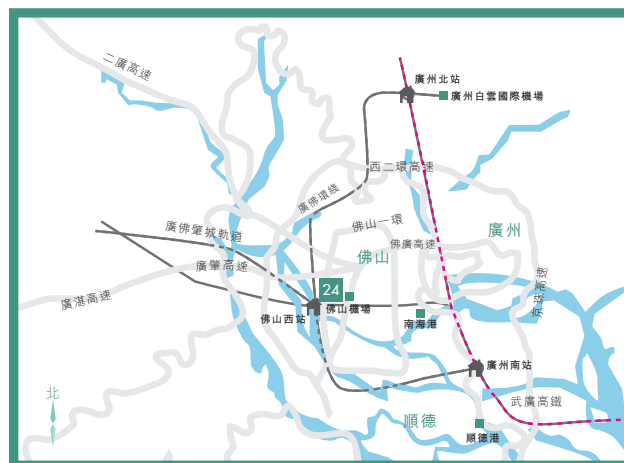 二廣高速
廣州北站
廣州白雲國際機場
西二環高速
廣佛環綫
佛山一環
廣佛肇城軌道
佛廣高速
廣州
佛山
廣肇高速
京珠高速
24
廣湛高速
佛山西站
佛山機場
南海港
廣州南站
北
武廣高鐵
順德
順德港